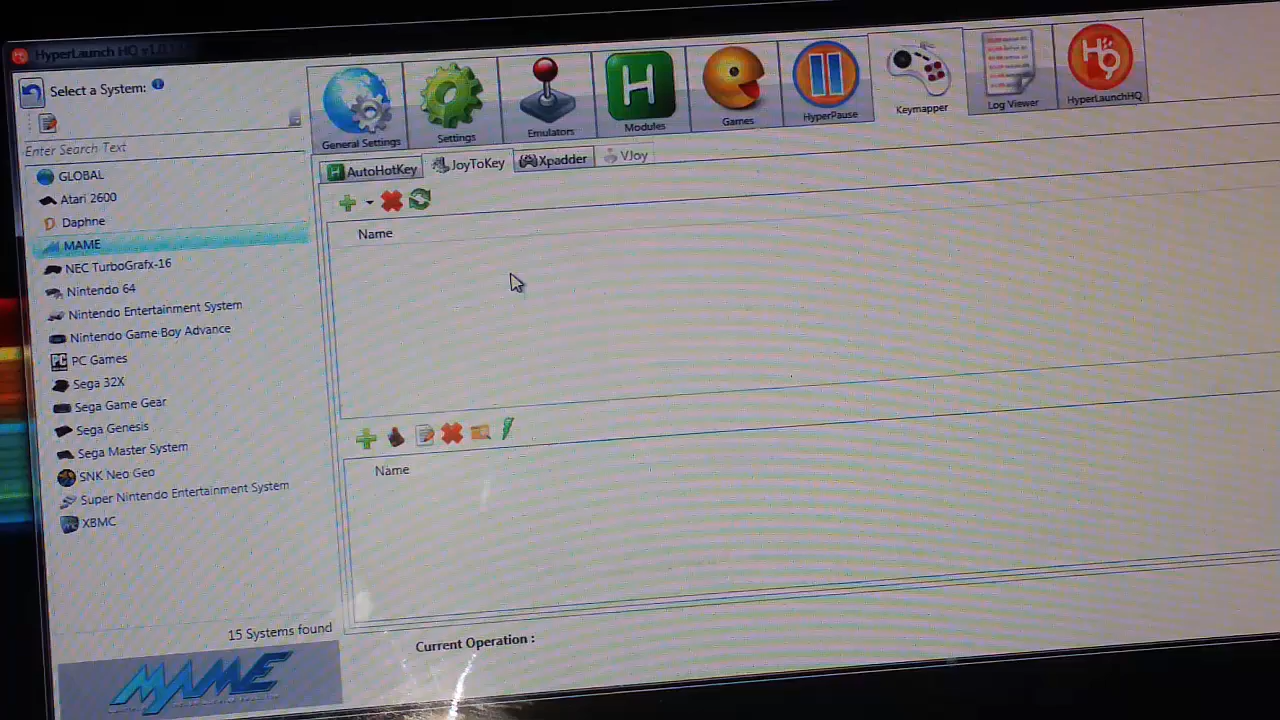 HyperLaunch HQ
Select a System:
Enter Search Text
GLOBAL
Atari 2600
Daphne
MAME
NEC TurboGrafx-16
Nintendo 64
Nintendo Entertainment System
Nintendo Game Boy Advance
PC Games
Sega 32X
Sega Game Gear
Sega Genesis
Sega Master System
SNK Neo Geo
Super Nintendo Entertainment System
XBMC
15 Systems found
MAME
General Settings
Settings
Emulators
Modules
Games
HyperPause
Keymapper
Log Viewer
HyperLaunchHQ
AutoHotKey
JoyToKey
Xpadder
VJoy
Name
Name
Current Operation :